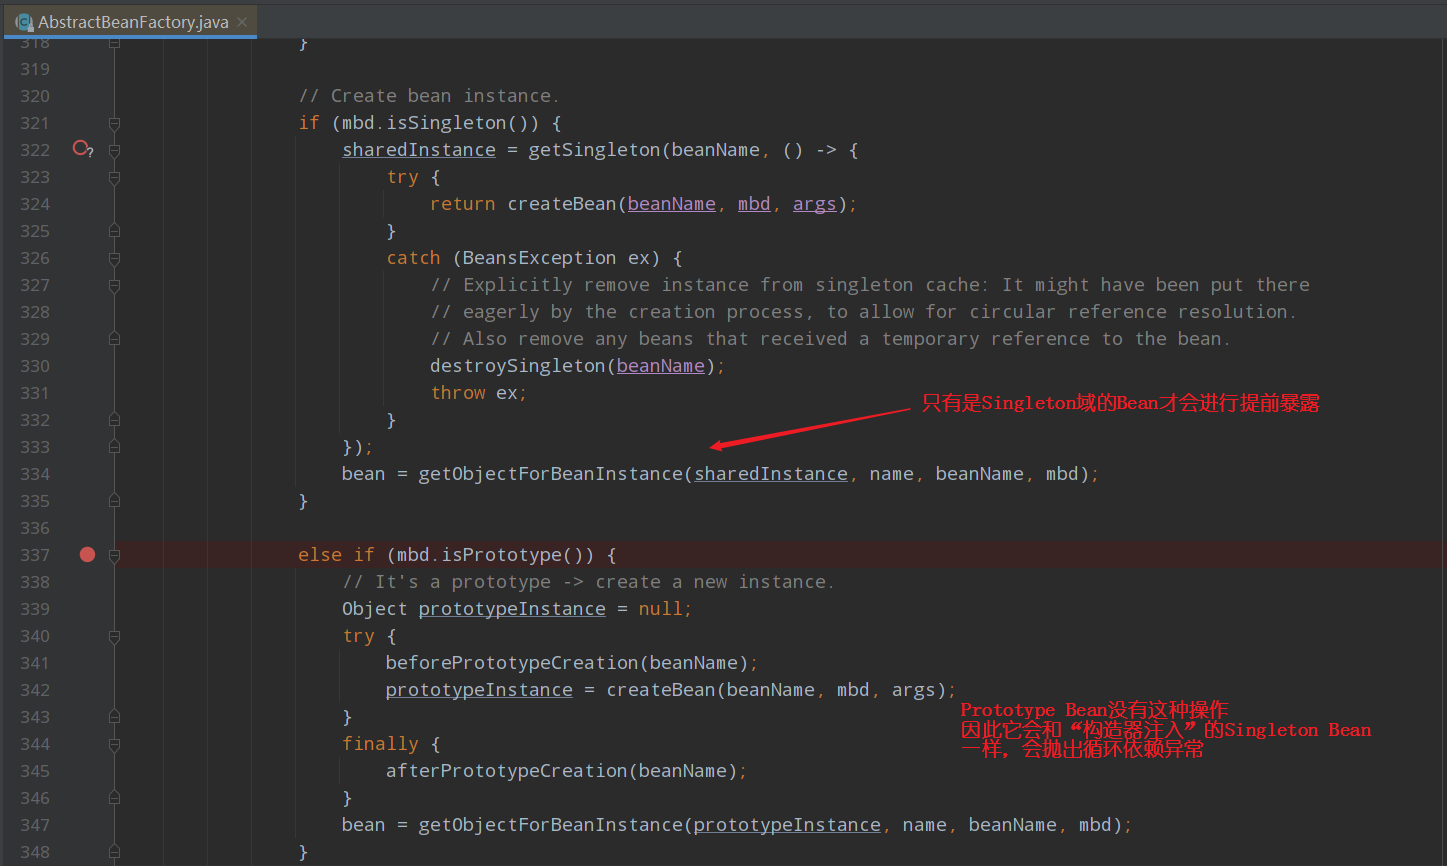 AbstractBeanFactory.java
318 }
319
320 // Create bean instance.
321 if (mbd.isSingleton()) {
322 sharedInstance = getSingleton(beanName, () -> {
323 try {
324 return createBean(beanName, mbd, args);
325 }
326 catch (BeansException ex) {
327 // Explicitly remove instance from singleton cache: It might have been put there
328 // eagerly by the creation process, to allow for circular reference resolution.
329 // Also remove any beans that received a temporary reference to the bean.
330 destroySingleton(beanName);
331 throw ex;
只有是Singleton域的Bean才会进行提前暴露
332 }
333 });
334 bean = getObjectForBeanInstance(sharedInstance, name, beanName, mbd);
335 }
336
337 else if (mbd.isPrototype()) {
338 // It's a prototype -> create a new instance.
339 Object prototypeInstance = null;
340 try {
341 beforePrototypeCreation(beanName);
342 prototypeInstance = createBean(beanName, mbd, args);
343 }
Prototype Bean没有这种操作
因此它会和“构造器注入”的Singleton Bean
一样，会抛出循环依赖异常
344 finally {
345 afterPrototypeCreation(beanName);
346 }
347 bean = getObjectForBeanInstance(prototypeInstance, name, beanName, mbd);
348 }